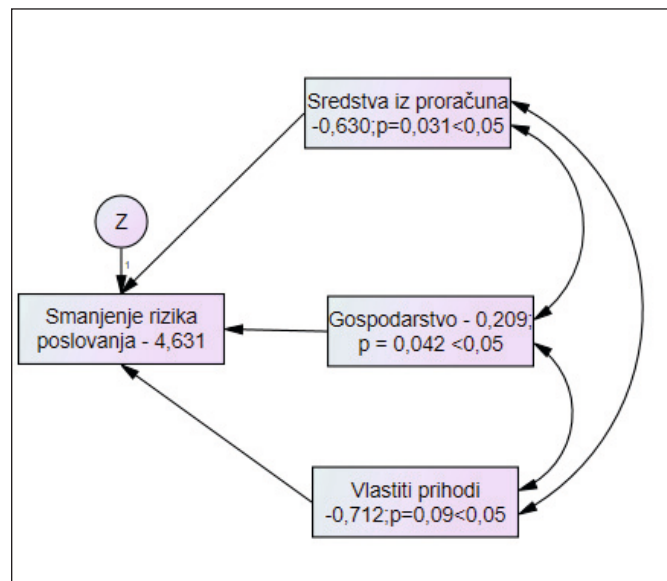 Sredstva iz proračuna
-0,630;p=0,031<0,05
Z
1
Smanjenje rizika
poslovanja - 4,631
Gospodarstvo - 0,209;
p = 0,042 <0,05
Vlastiti prihodi
-0,712;p=0,09<0,05